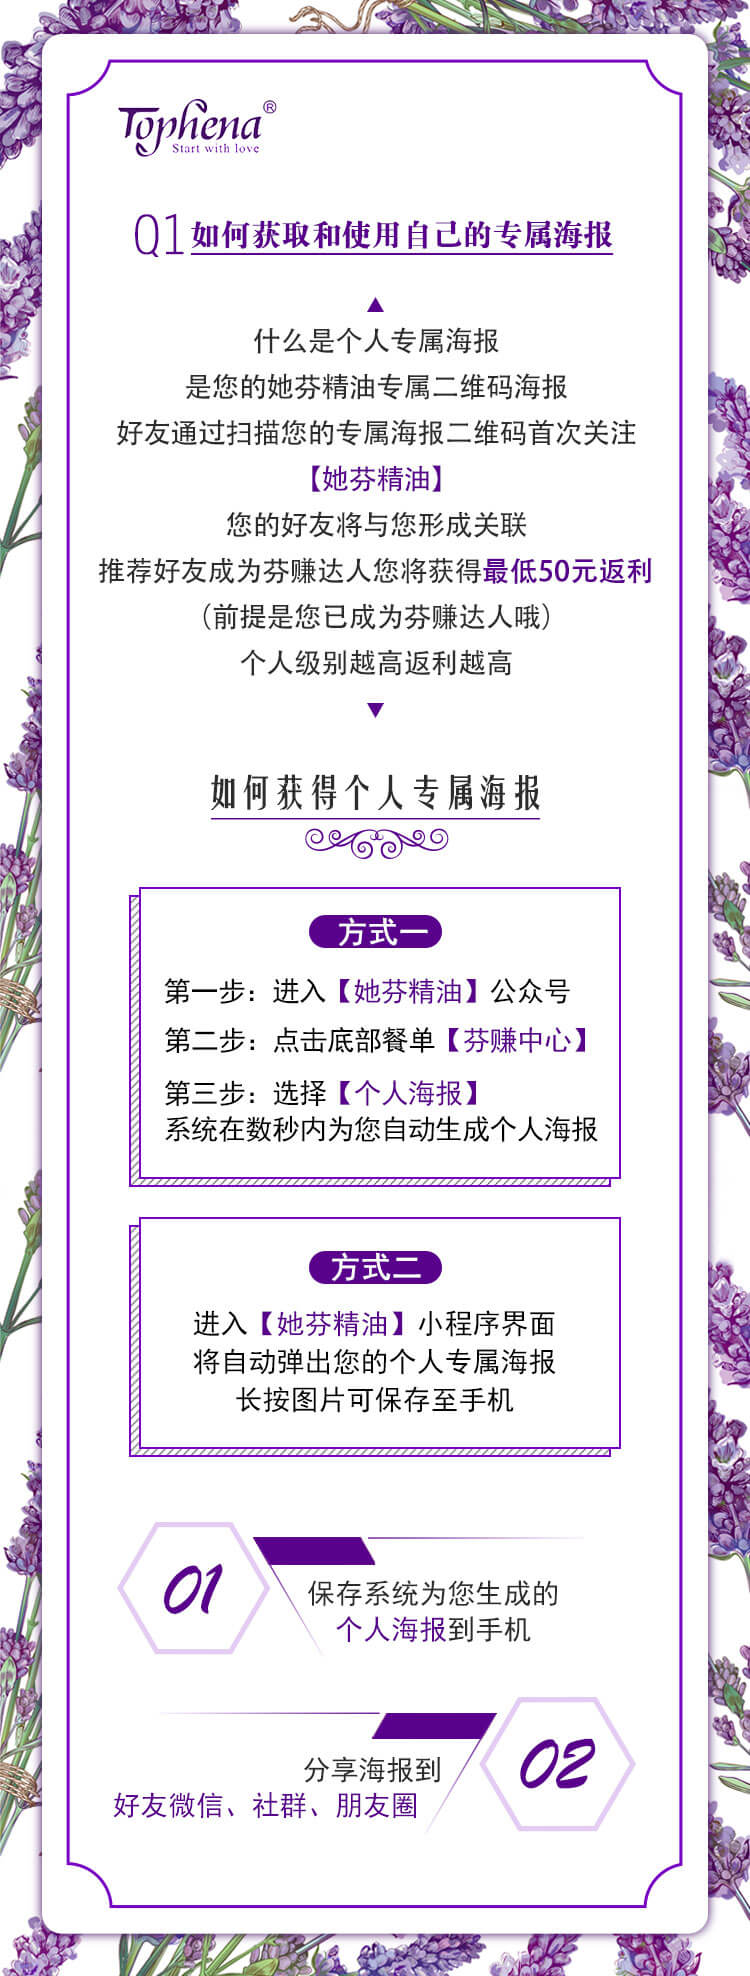 Tophena®
Start with love
Q1如何获取和使用自己的专属海报
什么是个人专属海报
是您的她芬精油专属二维码海报
好友通过扫描您的专属海报二维码首次关注
【她芬精油】
您的好友将与您形成关联
推荐好友成为芬赚达人您将获得最低50元返利
（前提是您已成为芬赚达人哦）
个人级别越高返利越高
如何获得个人专属海报
方式一
第一步：进入【她芬精油】公众号
第二步：点击底部餐单【芬赚中心】
第三步：选择【个人海报】
系统在数秒内为您自动生成个人海报
方式二
进入【她芬精油】小程序界面
将自动弹出您的个人专属海报
长按图片可保存至手机
01
保存系统为您生成的
个人海报到手机
02
分享海报到
好友微信、社群、朋友圈